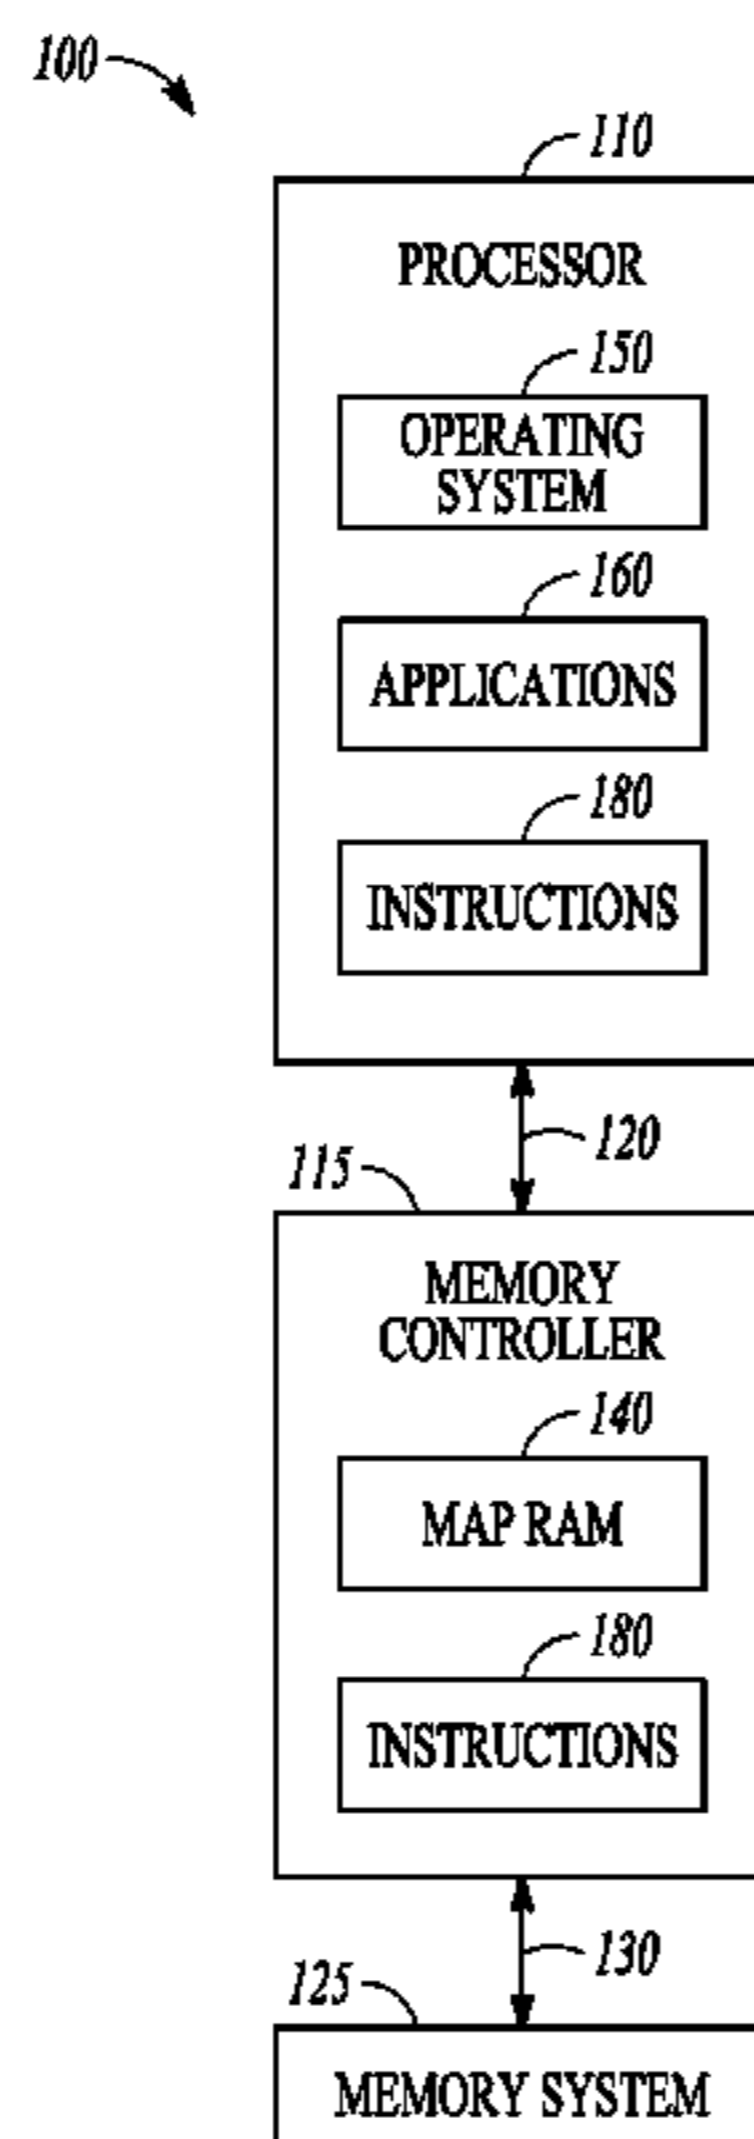 100
110
PROCESSOR
150
OPERATING
SYSTEM
160
APPLICATIONS
180
INSTRUCTIONS
120
115
MEMORY
CONTROLLER
140
MAP RAM
180
INSTRUCTIONS
130
125
MEMORY SYSTEM